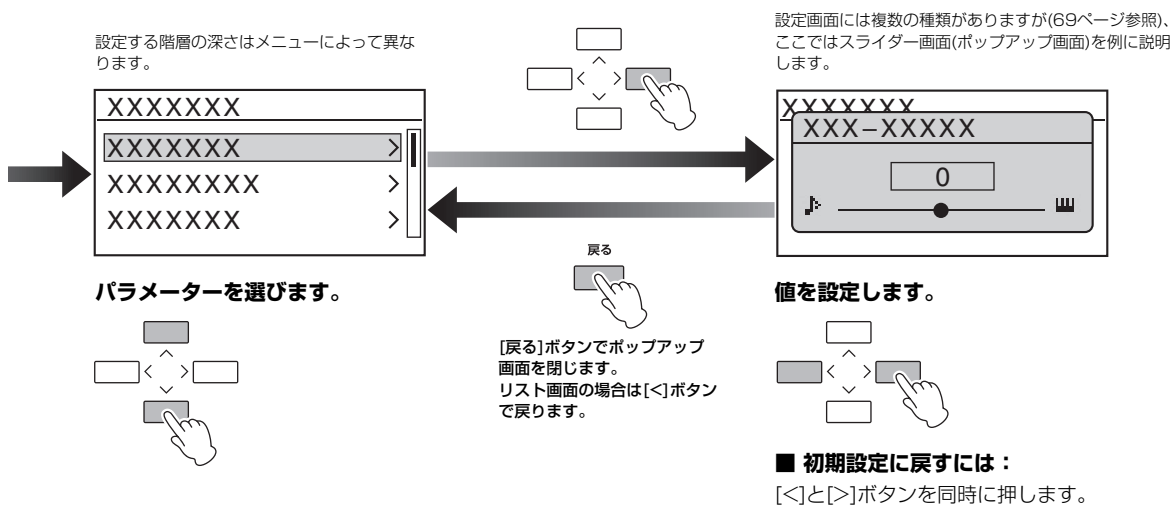 設定する階層の深さはメニューによって異な
ります。
XXXXXXX
XXXXXXX >
XXXXXXXX >
XXXXXXX >
パラメーターを選びます。
戻る
[戻る]ボタンでポップアップ
画面を閉じます。
リスト画面の場合は[<]ボタン
で戻ります。
設定画面には複数の種類がありますが(69ページ参照)、
ここではスライダー画面(ポップアップ画面)を例に説明
します。
XXXXXXX
XXX-XXXXX
0
値を設定します。
■ 初期設定に戻すには：
[<]と[>]ボタンを同時に押します。